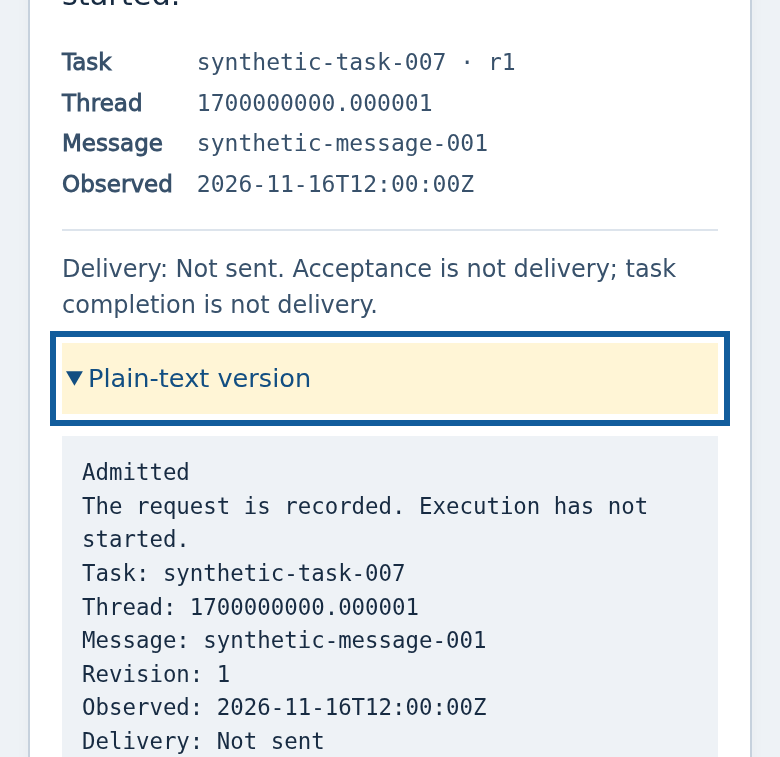 started.
Task synthetic-task-007 · r1
Thread 1700000000.000001
Message synthetic-message-001
Observed 2026-11-16T12:00:00Z
Delivery: Not sent. Acceptance is not delivery; task
completion is not delivery.
▼ Plain-text version
Admitted
The request is recorded. Execution has not
started.
Task: synthetic-task-007
Thread: 1700000000.000001
Message: synthetic-message-001
Revision: 1
Observed: 2026-11-16T12:00:00Z
Delivery: Not sent